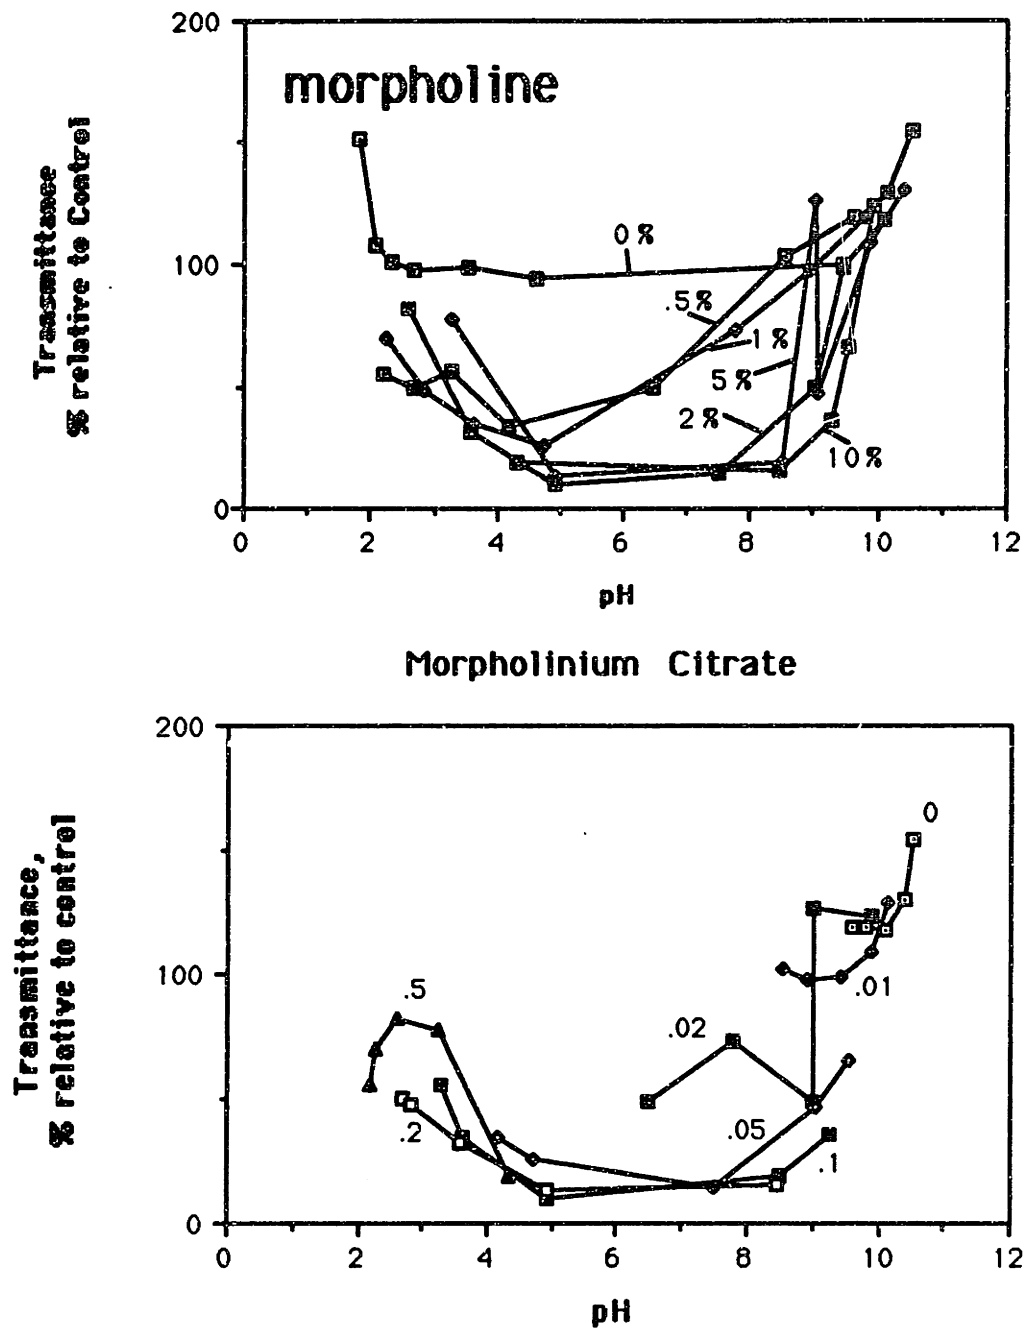 200
morpholine
Transmittance
% relative to Control
0%
100
.5%
1%
5%
2%
10%
0
0 2 4 6 8 10 12
pH
Morpholinium Citrate
200
Transmittance,
% relative to control
0
100
.5
.01
.02
.05
.2
.1
0
0 2 4 6 8 10 12
pH